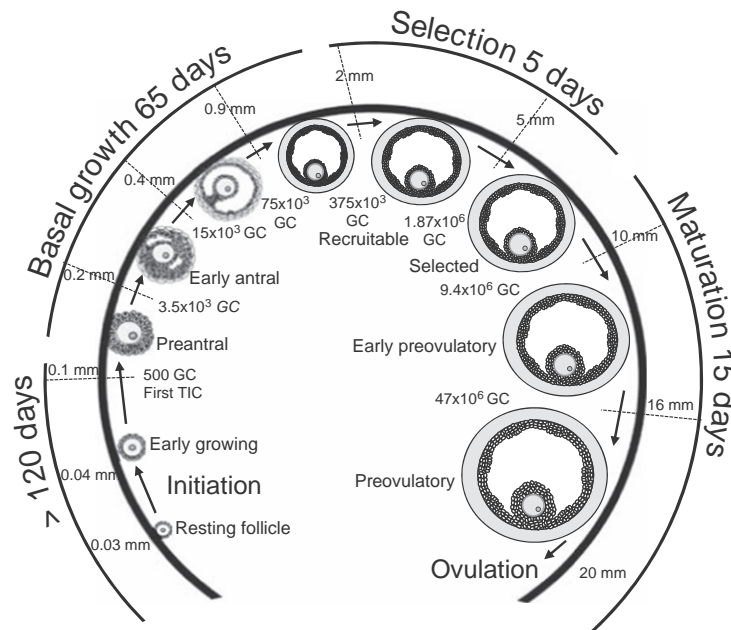 Selection 5 days
Basal growth 65 days
Maturation 15 days
> 120 days
0.03 mm
0.04 mm
0.1 mm
0.2 mm
0.4 mm
0.9 mm
2 mm
5 mm
10 mm
16 mm
20 mm
Resting follicle
Initiation
Early growing
500 GC
First TIC
Preantral
3.5x10³ GC
Early antral
15x10³ GC
75x10³
GC
375x10³
GC
Recruitable
1.87x10⁶
GC
Selected
9.4x10⁶ GC
Early preovulatory
47x10⁶ GC
Preovulatory
Ovulation